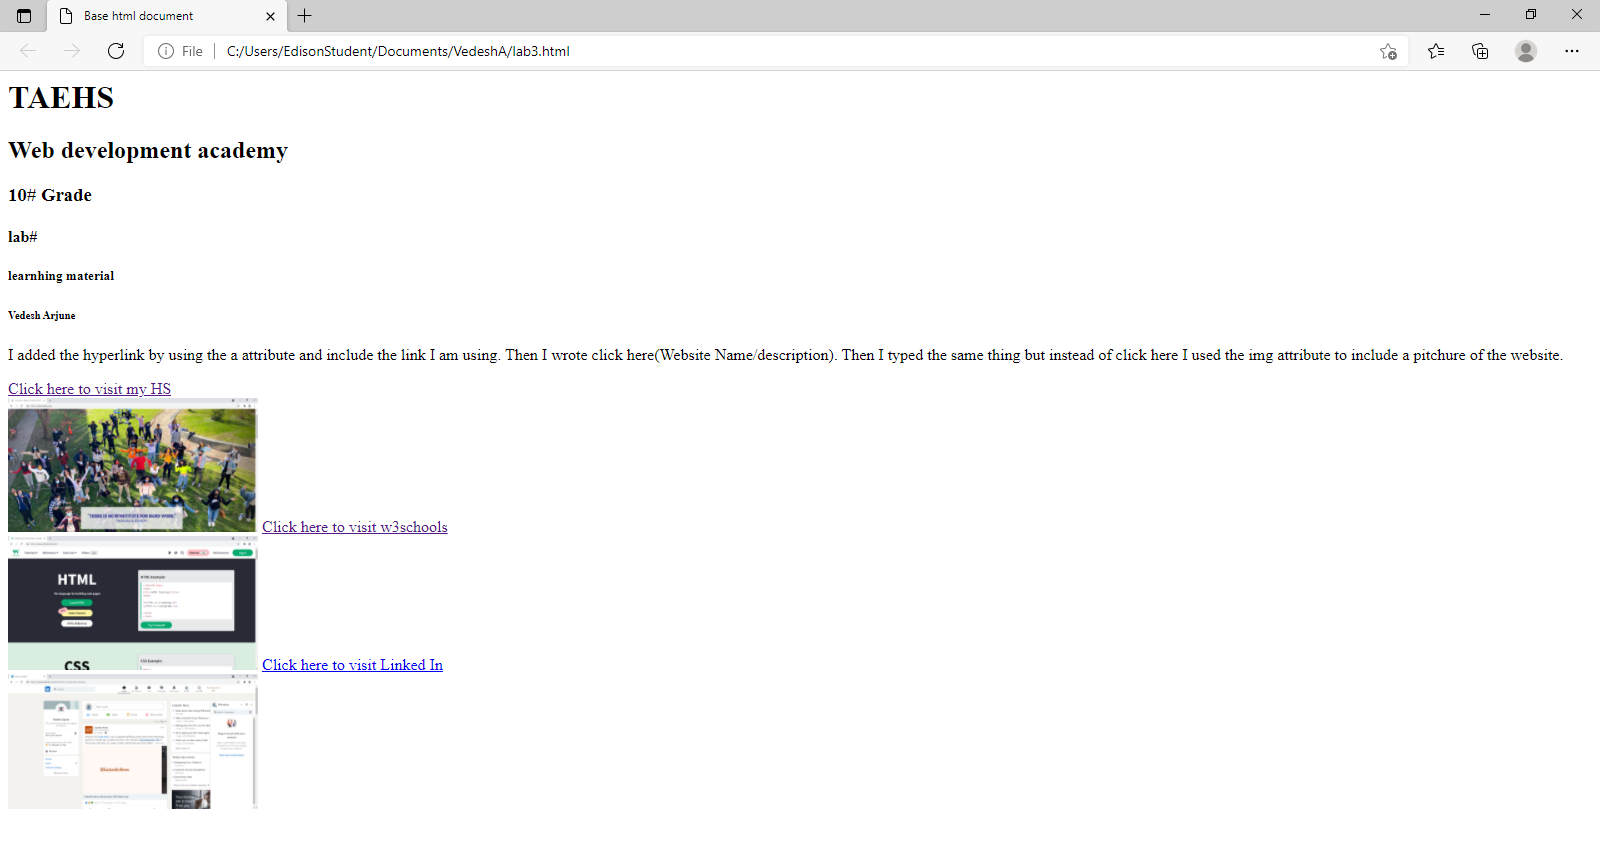 Base html document
File
C:/Users/EdisonStudent/Documents/VedeshA/lab3.html
TAEHS
Web development academy
10# Grade
lab#
learnhing material
Vedesh Arjune
I added the hyperlink by using the a attribute and include the link I am using. Then I wrote click here(Website Name/description). Then I typed the same thing but instead of click here I used the img attribute to include a pitchure of the website.
Click here to visit my HS
"THERE IS NO SUBSTITUTE FOR HARD WORK."
Click here to visit w3schools
HTML
HTML Example
CSS
CSS Example
Click here to visit Linked In